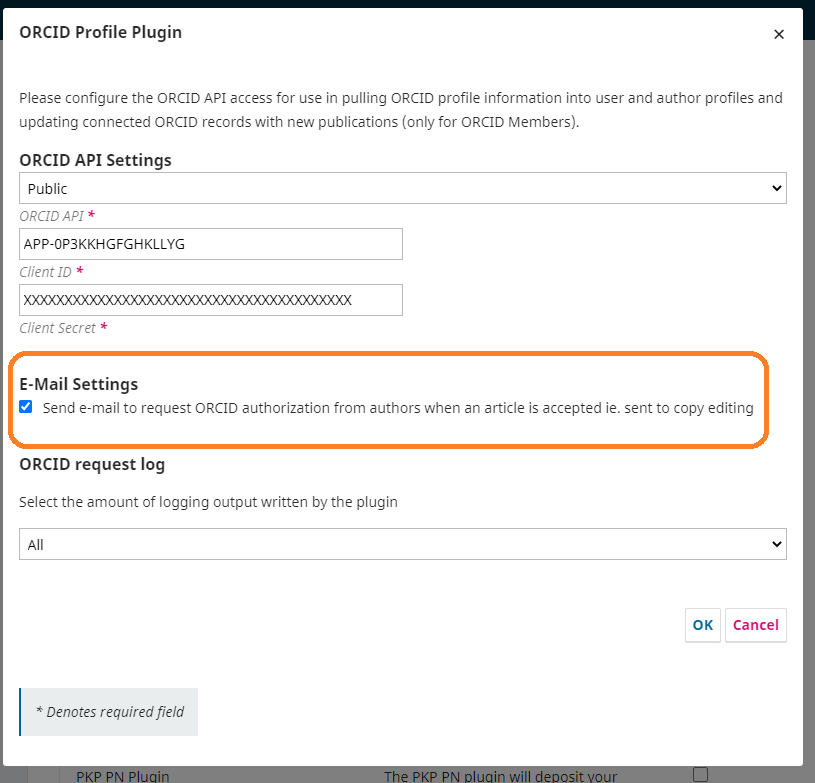 ORCID Profile Plugin
×
Please configure the ORCID API access for use in pulling ORCID profile information into user and author profiles and
updating connected ORCID records with new publications (only for ORCID Members).
ORCID API Settings
Public
ORCID API *
APP-0P3KKHGFGHKLLYG
Client ID *
XXXXXXXXXXXXXXXXXXXXXXXXXXXXXXXXXXXXXXXX
Client Secret *
E-Mail Settings
Send e-mail to request ORCID authorization from authors when an article is accepted ie. sent to copy editing
ORCID request log
Select the amount of logging output written by the plugin
All
OK Cancel
* Denotes required field
PKP PN Plugin The PKP PN plugin will deposit your